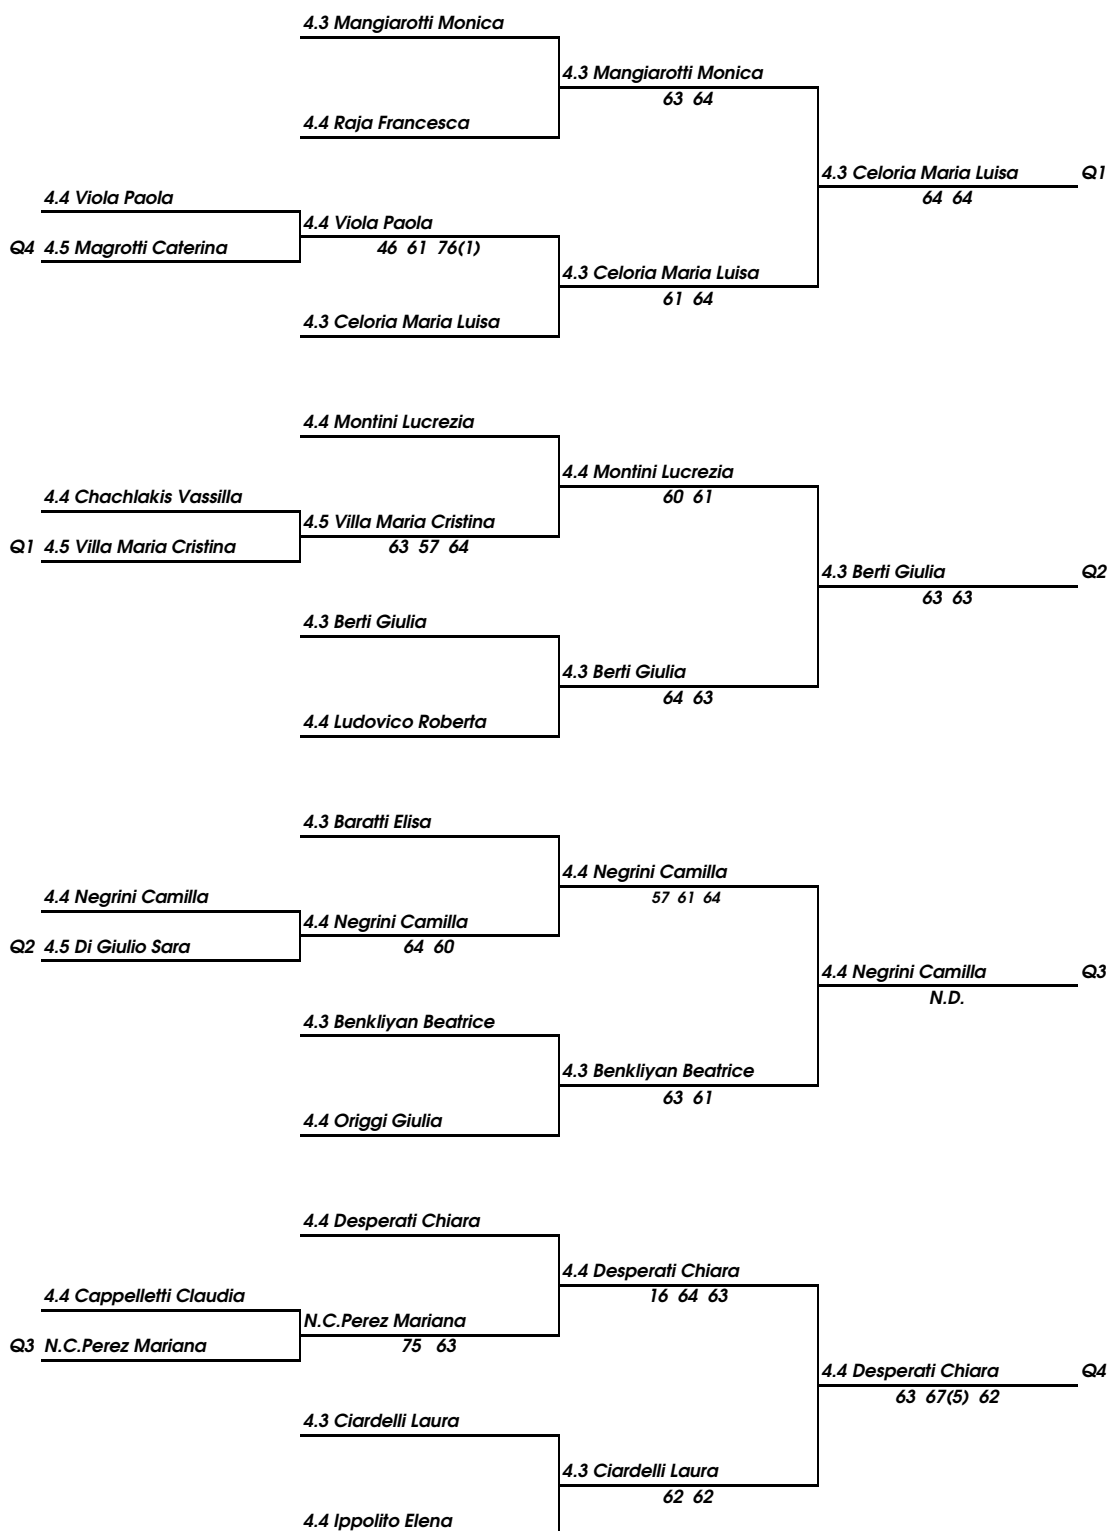 4.3 Mangiarotti Monica
4.3 Mangiarotti Monica
63 64
4.4 Raja Francesca
4.3 Celoria Maria Luisa Q1
64 64
4.4 Viola Paola
4.4 Viola Paola
Q4 4.5 Magrotti Caterina
46 61 76(1)
4.3 Celoria Maria Luisa
61 64
4.3 Celoria Maria Luisa
4.4 Montini Lucrezia
4.4 Montini Lucrezia
60 61
4.4 Chachlakis Vassilla
4.5 Villa Maria Cristina
Q1 4.5 Villa Maria Cristina
63 57 64
4.3 Berti Giulia Q2
63 63
4.3 Berti Giulia
4.3 Berti Giulia
64 63
4.4 Ludovico Roberta
4.3 Baratti Elisa
4.4 Negrini Camilla
57 61 64
4.4 Negrini Camilla
4.4 Negrini Camilla
Q2 4.5 Di Giulio Sara
64 60
4.4 Negrini Camilla Q3
N.D.
4.3 Benkliyan Beatrice
4.3 Benkliyan Beatrice
63 61
4.4 Origgi Giulia
4.4 Desperati Chiara
4.4 Desperati Chiara
16 64 63
4.4 Cappelletti Claudia
N.C.Perez Mariana
Q3 N.C.Perez Mariana
75 63
4.4 Desperati Chiara Q4
63 67(5) 62
4.3 Ciardelli Laura
4.3 Ciardelli Laura
62 62
4.4 Ippolito Elena